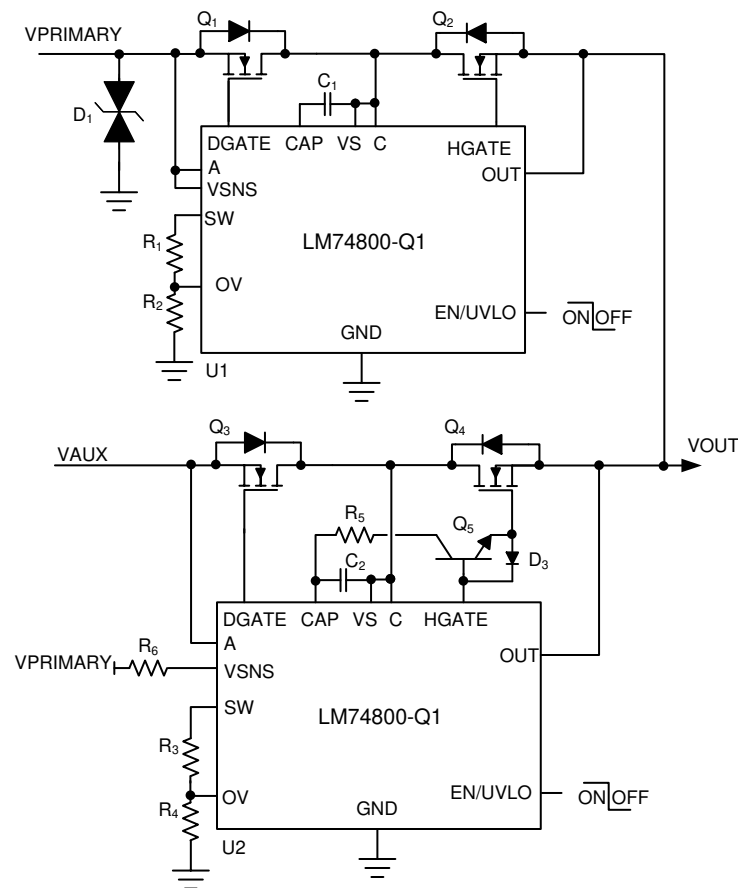 Q1
Q2
VPRIMARY
D1
C1
DGATE CAP VS C HGATE
A
OUT
VSNS
SW
R1
LM74800-Q1
OV
R2
EN/UVLO
ON OFF
GND
U1
Q3
Q4
VOUT
VAUX
R5
Q5
C2
D3
DGATE CAP VS C HGATE
A
R6
OUT
VPRIMARY
VSNS
SW
LM74800-Q1
R3
OV
EN/UVLO
ON OFF
R4
GND
U2